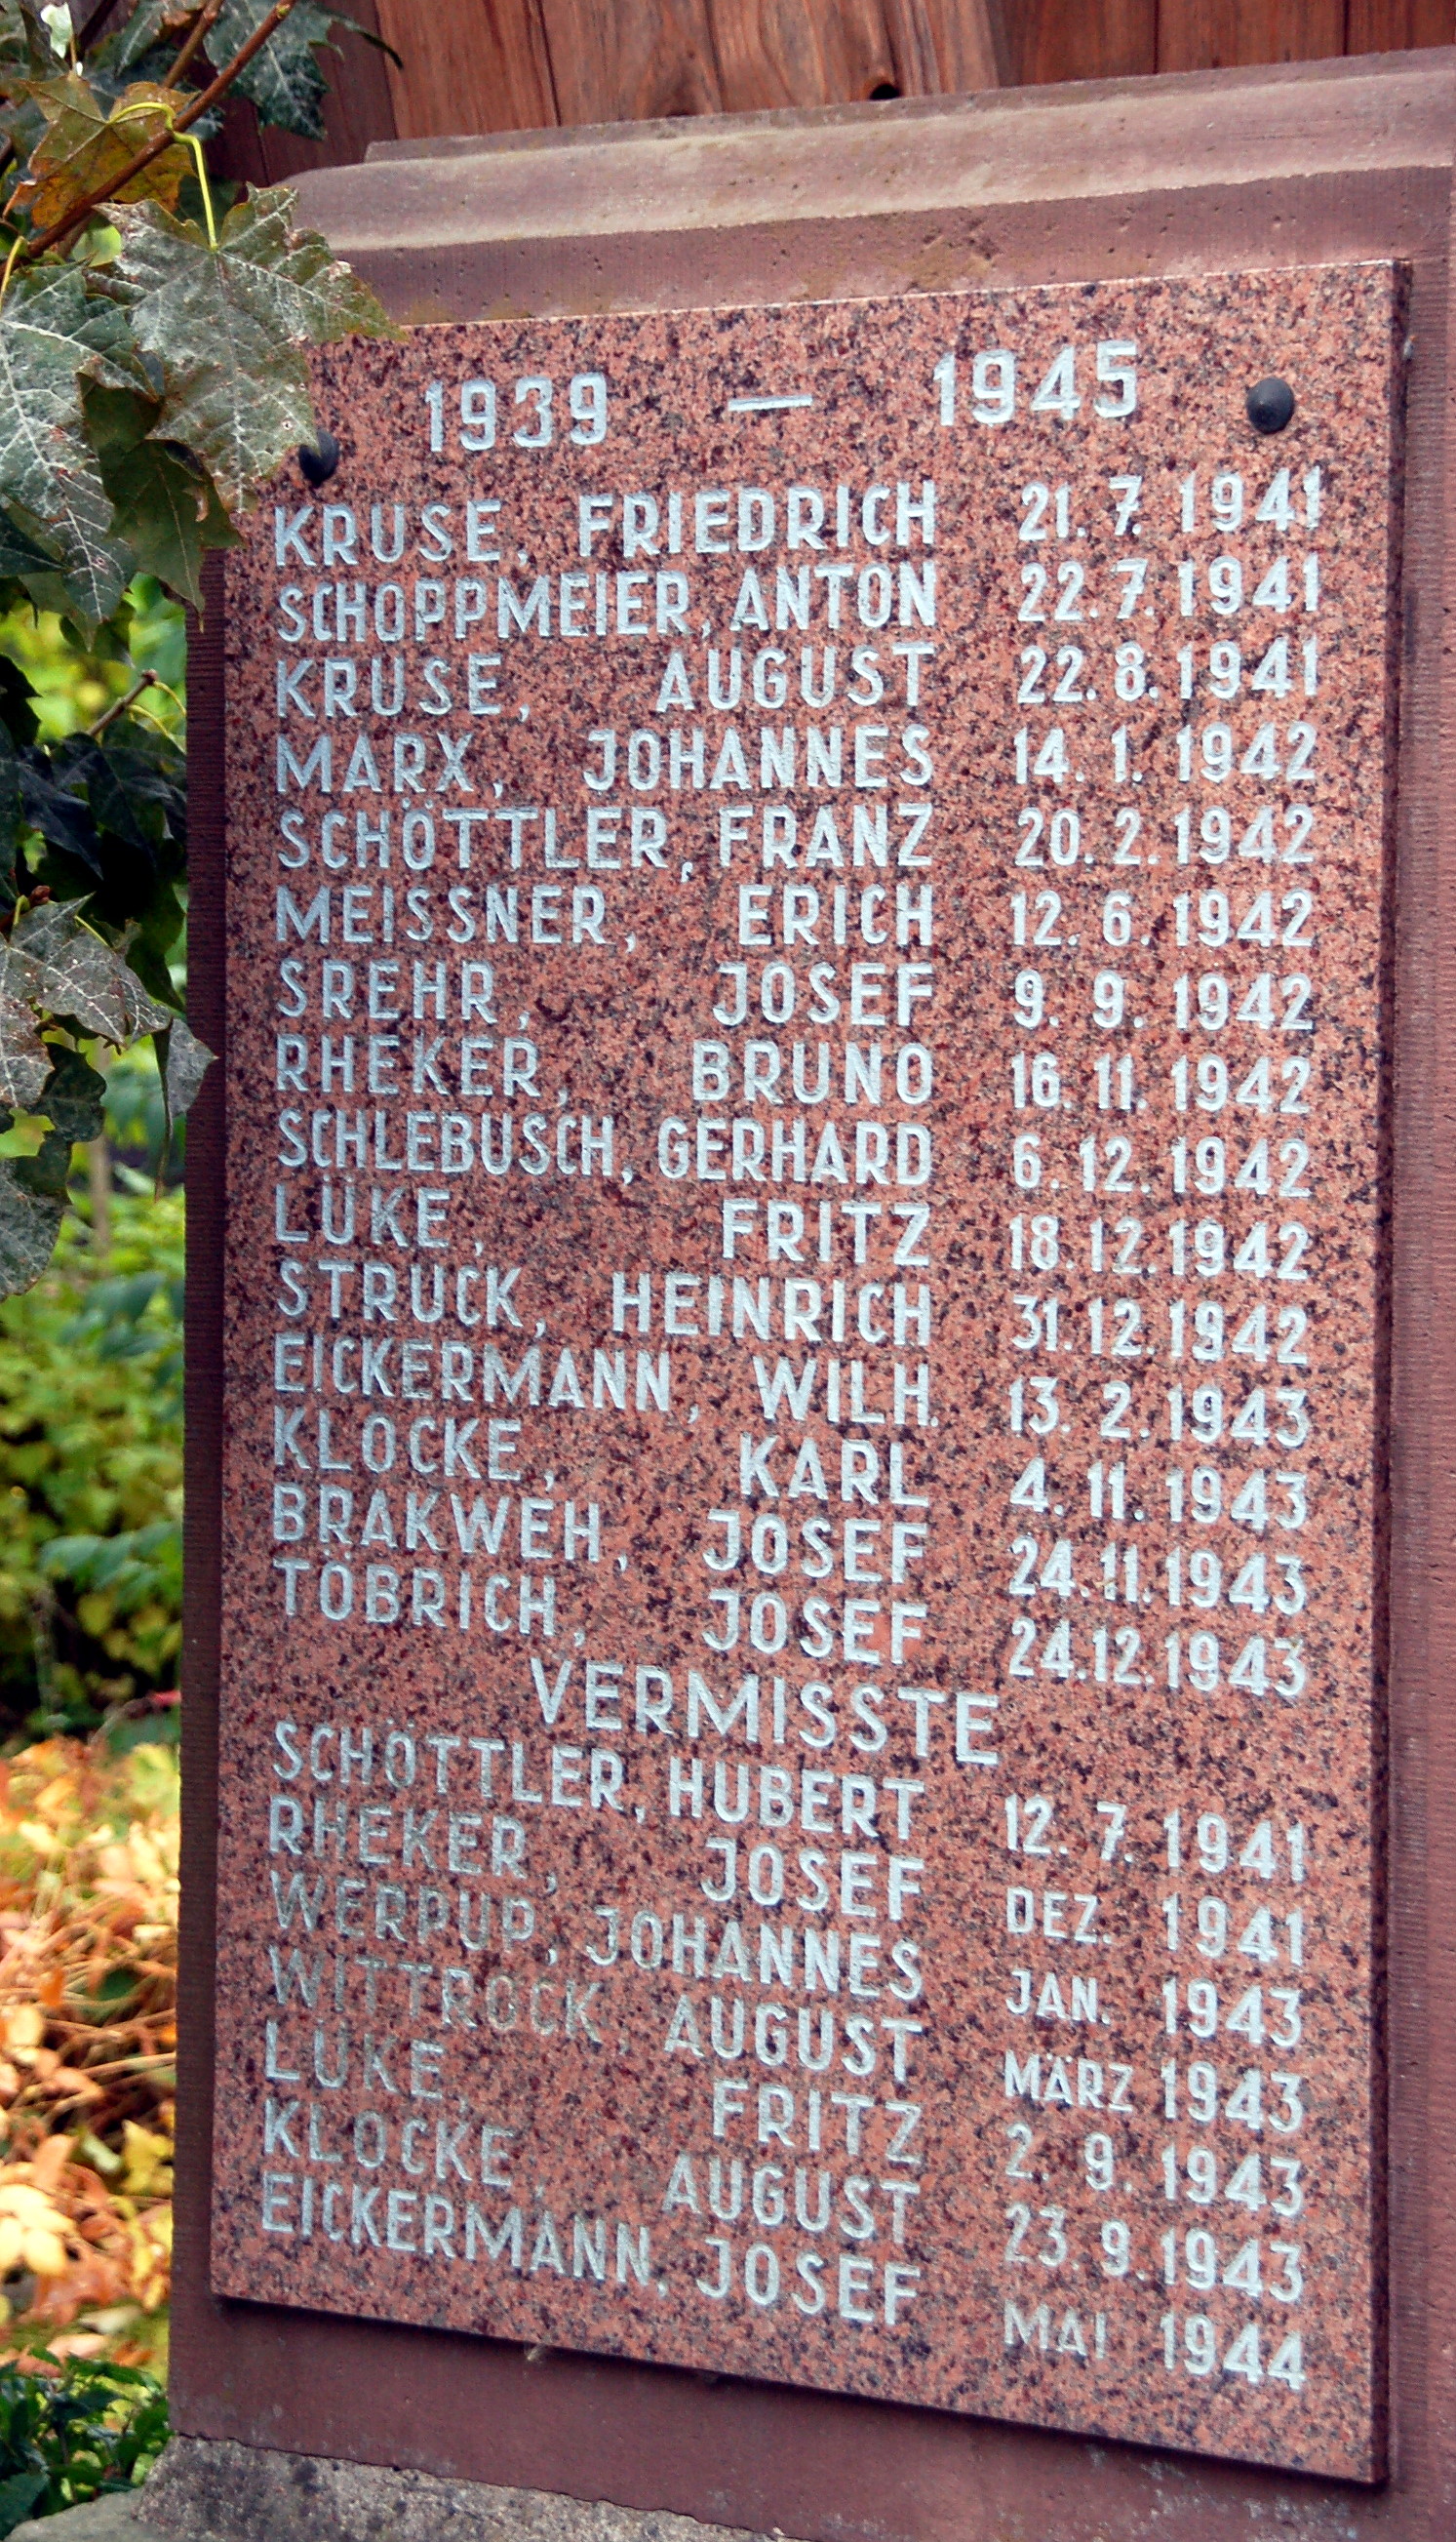 1939 — 1945
KRUSE, FRIEDRICH 21. 7. 1941
SCHOPPMEIER, ANTON 22. 7. 1941
KRUSE, AUGUST 22. 8. 1941
MARX, JOHANNES 14. 1. 1942
SCHÖTTLER, FRANZ 20. 2. 1942
MEISSNER, ERICH 12. 6. 1942
SREHR, JOSEF 9. 9. 1942
RHEKER, BRUNO 16. 11. 1942
SCHLEBUSCH, GERHARD 6. 12. 1942
LÜKE, FRITZ 18. 12. 1942
STRUCK, HEINRICH 31. 12. 1942
EICKERMANN, WILH. 13. 2. 1943
KLOCKE, KARL 4. 11. 1943
BRAKWEH, JOSEF 24. 11. 1943
TÖBRICH, JOSEF 24. 12. 1943
VERMISSTE
SCHÖTTLER, HUBERT 12. 7. 1941
RHEKER, JOSEF DEZ. 1941
WERPUP, JOHANNES JAN. 1943
WITTROCK, AUGUST MÄRZ 1943
LÜKE, FRITZ 2. 9. 1943
KLOCKE, AUGUST 23. 9. 1943
EICKERMANN, JOSEF MAI 1944